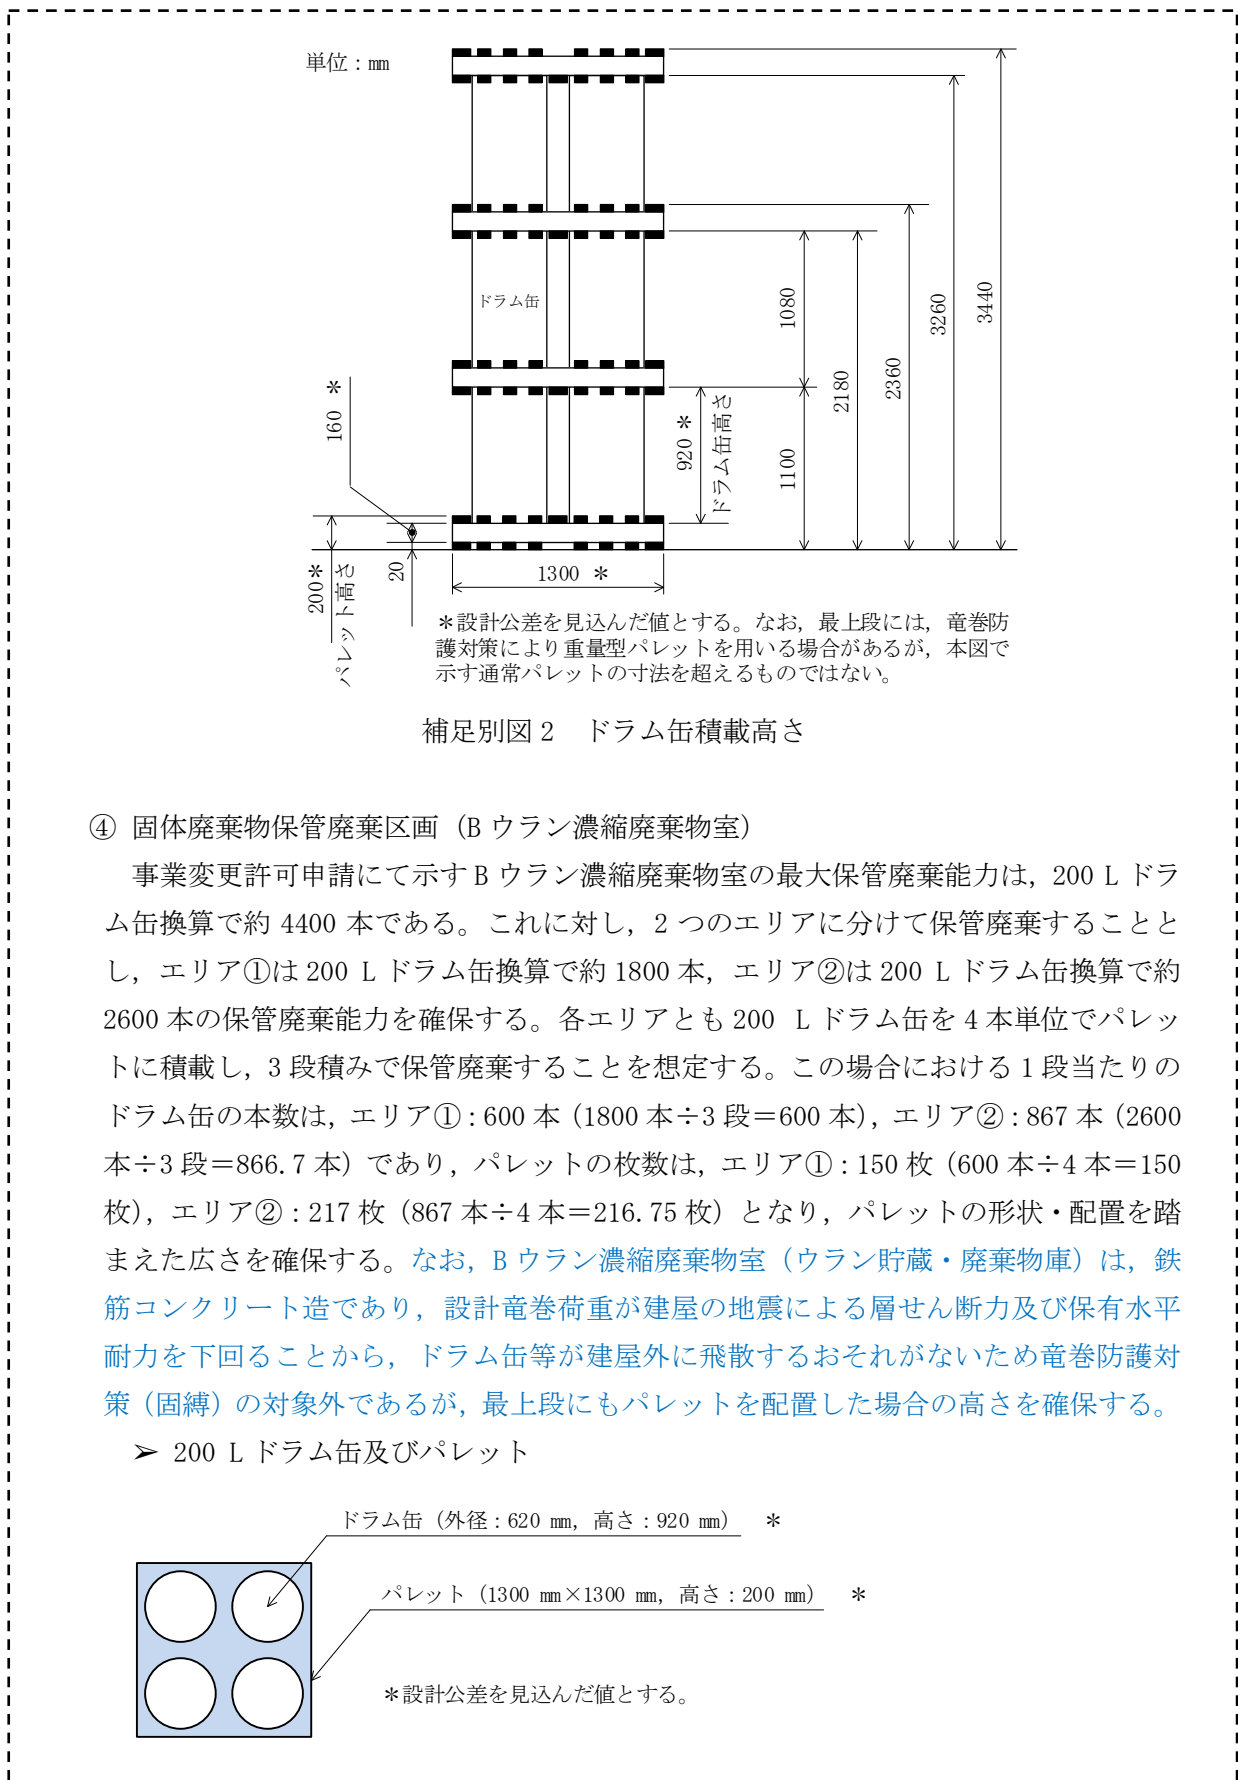 単位：mm
ドラム缶
160 ＊
200＊
パレット高さ
20
1300 ＊
920 ＊
ドラム缶高さ
1080
1100
2180
2360
3260
3440
＊設計公差を見込んだ値とする。なお，最上段には，竜巻防
護対策により重量型パレットを用いる場合があるが，本図で
示す通常パレットの寸法を超えるものではない。
補足別図２　ドラム缶積載高さ
④ 固体廃棄物保管廃棄区画（B ウラン濃縮廃棄物室）
事業変更許可申請にて示す B ウラン濃縮廃棄物室の最大保管廃棄能力は，200 L ドラ
ム缶換算で約 4400 本である。これに対し，2 つのエリアに分けて保管廃棄することと
し，エリア①は 200 L ドラム缶換算で約 1800 本，エリア②は 200 L ドラム缶換算で約
2600 本の保管廃棄能力を確保する。各エリアとも 200 L ドラム缶を 4 本単位でパレッ
トに積載し，3 段積みで保管廃棄することを想定する。この場合における 1 段当たりの
ドラム缶の本数は，エリア①：600 本（1800 本÷3 段＝600 本），エリア②：867 本（2600
本÷3 段＝866.7 本）であり，パレットの枚数は，エリア①：150 枚（600 本÷4 本＝150
枚），エリア②：217 枚（867 本÷4 本＝216.75 枚）となり，パレットの形状・配置を踏
まえた広さを確保する。なお，B ウラン濃縮廃棄物室（ウラン貯蔵・廃棄物庫）は，鉄
筋コンクリート造であり，設計竜巻荷重が建屋の地震による層せん断力及び保有水平
耐力を下回ることから，ドラム缶等が建屋外に飛散するおそれがないため竜巻防護対
策（固縛）の対象外であるが，最上段にもパレットを配置した場合の高さを確保する。
➢ 200 L ドラム缶及びパレット
ドラム缶（外径：620 mm，高さ：920 mm） ＊
パレット（1300 mm×1300 mm，高さ：200 mm） ＊
＊設計公差を見込んだ値とする。